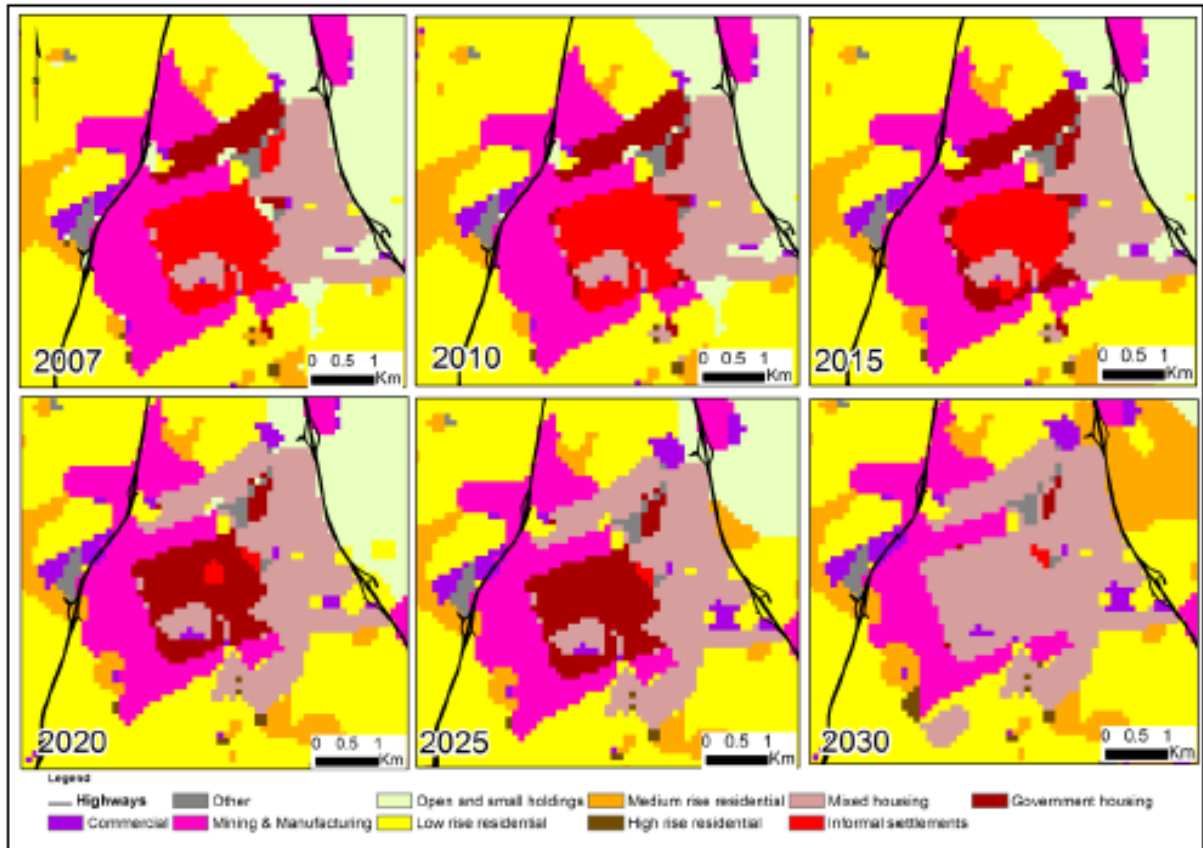 0 0.5 1
Km
2007
0 0.5 1
Km
2010
0 0.5 1
Km
2015
0 0.5 1
Km
2020
0 0.5 1
Km
2025
0 0.5 1
Km
2030
Legend
Highways Other Open and small holdings Medium rise residential Mixed housing Government housing
Commercial Mining & Manufacturing Low rise residential High rise residential Informal settlements